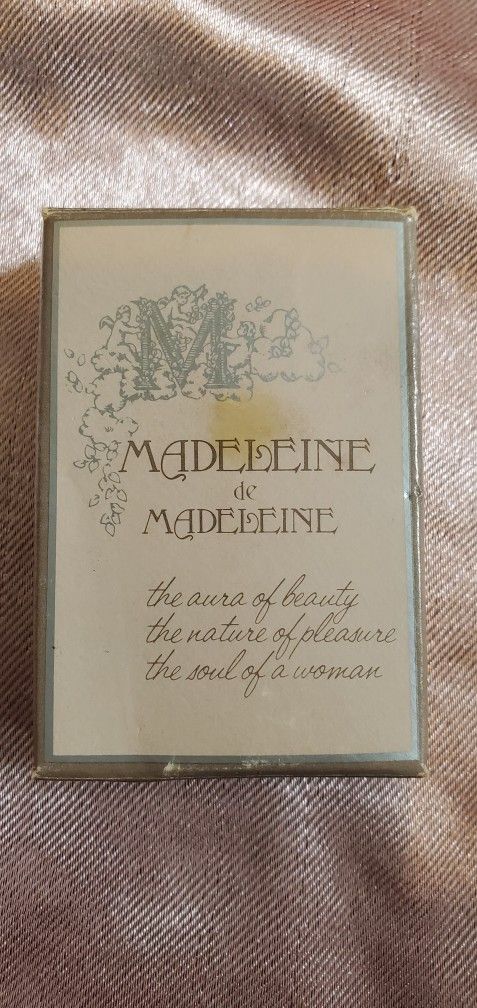 M
MADELEINE
de
MADELEINE
the aura of beauty
the nature of pleasure
the soul of a woman